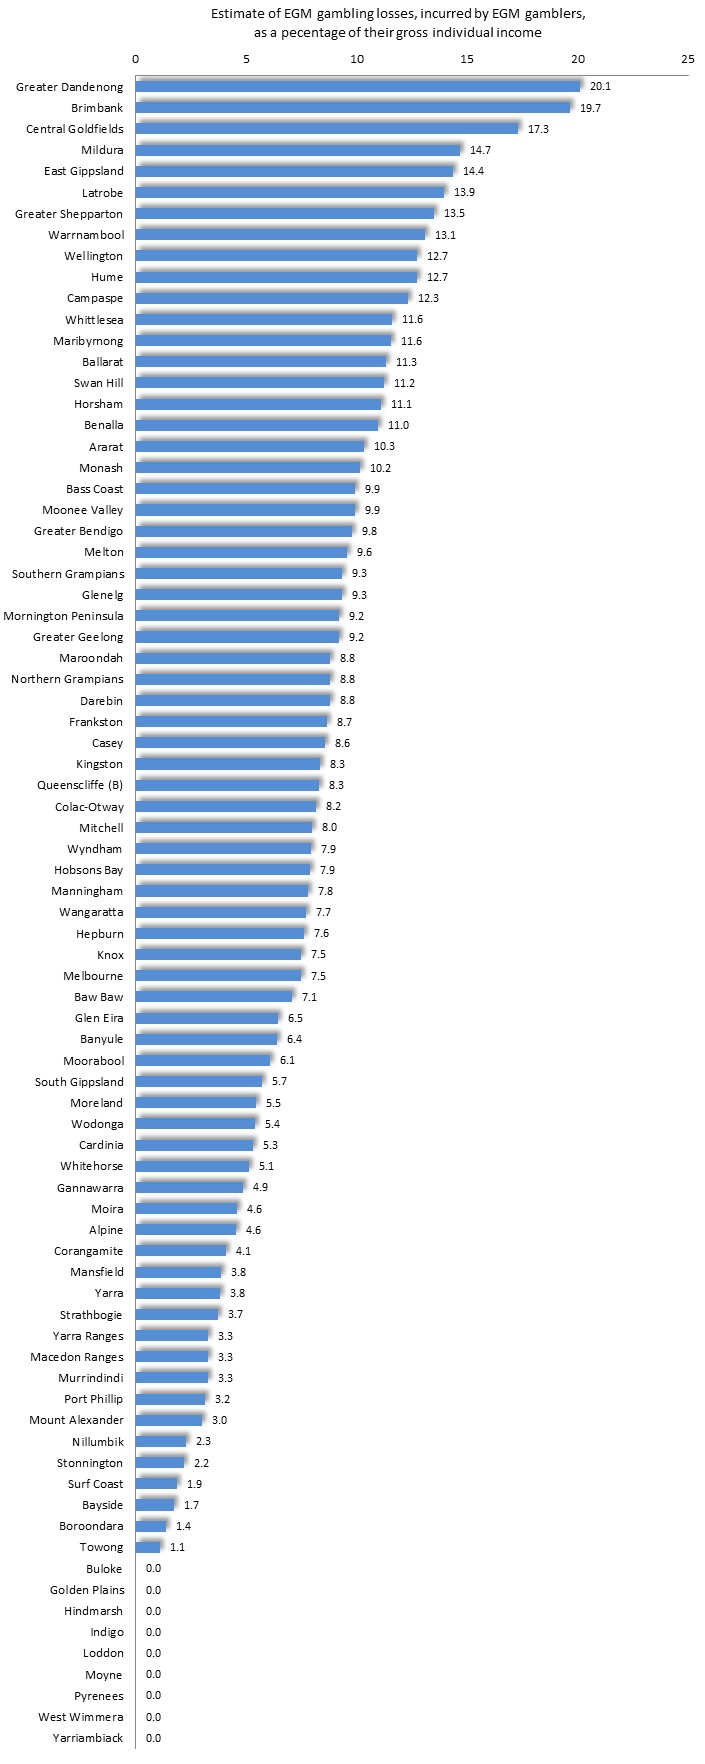 Estimate of EGM gambling losses, incurred by EGM gamblers,
as a pecentage of their gross individual income
0 5 10 15 20 25
Greater Dandenong 20.1
Brimbank 19.7
Central Goldfields 17.3
Mildura 14.7
East Gippsland 14.4
Latrobe 13.9
Greater Shepparton 13.5
Warrnambool 13.1
Wellington 12.7
Hume 12.7
Campaspe 12.3
Whittlesea 11.6
Maribyrnong 11.6
Ballarat 11.3
Swan Hill 11.2
Horsham 11.1
Benalla 11.0
Ararat 10.3
Monash 10.2
Bass Coast 9.9
Moonee Valley 9.9
Greater Bendigo 9.8
Melton 9.6
Southern Grampians 9.3
Glenelg 9.3
Mornington Peninsula 9.2
Greater Geelong 9.2
Maroondah 8.8
Northern Grampians 8.8
Darebin 8.8
Frankston 8.7
Casey 8.6
Kingston 8.3
Queenscliffe (B) 8.3
Colac-Otway 8.2
Mitchell 8.0
Wyndham 7.9
Hobsons Bay 7.9
Manningham 7.8
Wangaratta 7.7
Hepburn 7.6
Knox 7.5
Melbourne 7.5
Baw Baw 7.1
Glen Eira 6.5
Banyule 6.4
Moorabool 6.1
South Gippsland 5.7
Moreland 5.5
Wodonga 5.4
Cardinia 5.3
Whitehorse 5.1
Gannawarra 4.9
Moira 4.6
Alpine 4.6
Corangamite 4.1
Mansfield 3.8
Yarra 3.8
Strathbogie 3.7
Yarra Ranges 3.3
Macedon Ranges 3.3
Murrindindi 3.3
Port Phillip 3.2
Mount Alexander 3.0
Nillumbik 2.3
Stonnington 2.2
Surf Coast 1.9
Bayside 1.7
Boroondara 1.4
Towong 1.1
Buloke 0.0
Golden Plains 0.0
Hindmarsh 0.0
Indigo 0.0
Loddon 0.0
Moyne 0.0
Pyrenees 0.0
West Wimmera 0.0
Yarriambiack 0.0